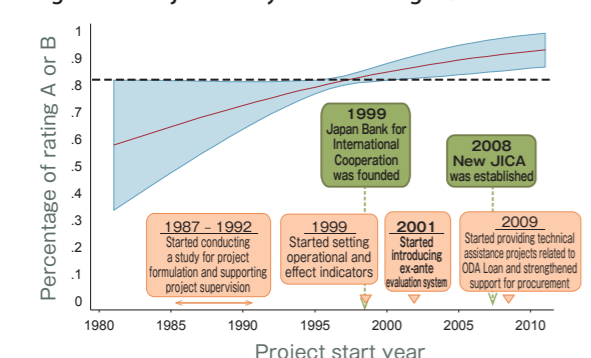 Percentage of rating A or B
1
.9
.8
.7
.6
.5
.4
.3
.2
.1
0
1999
Japan Bank for
International
Cooperation
was founded
2008
New JICA
was established
1987 – 1992
Started conducting
a study for project
formulation and supporting
project supervision
1999
Started setting
operational and
effect indicators
2001
Started
introducing
ex-ante
evaluation system
2009
Started providing technical
assistance projects related to
ODA Loan and strengthened
support for procurement
1980 1985 1990 1995 2000 2005 2010
Project start year